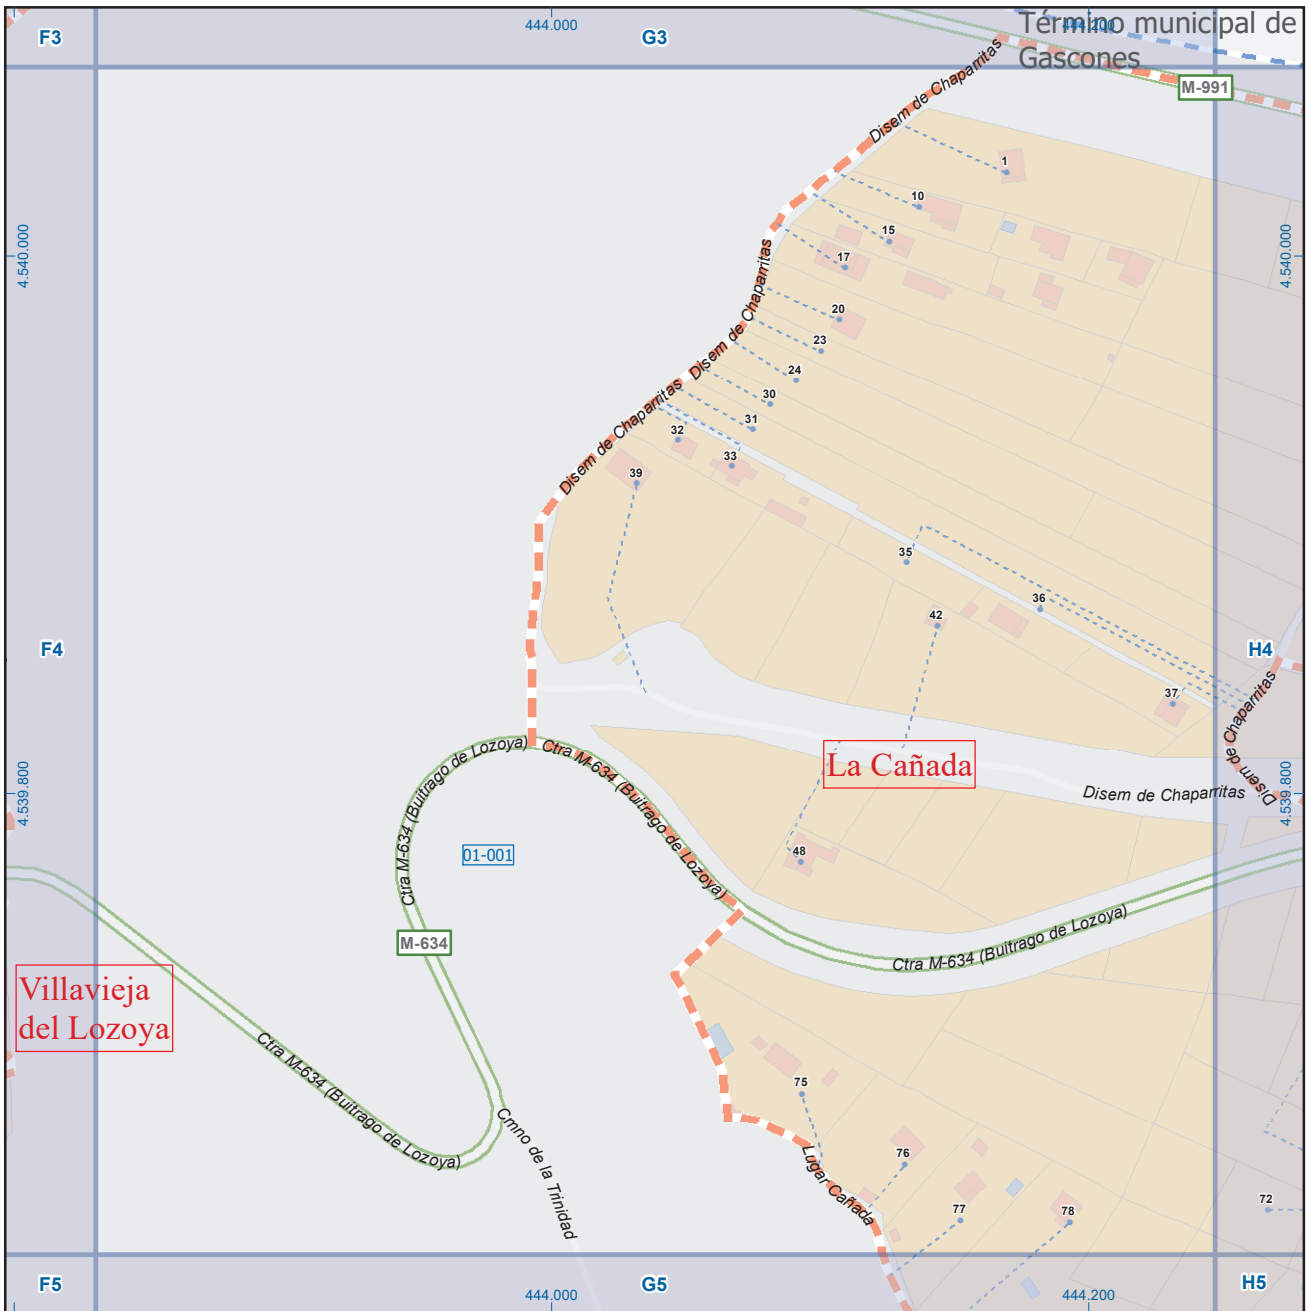 F3
444.000
G3
444.200
Término municipal de
Gascones
M-991
Disem de Chaparritas
1
10
15
17
20
23
24
30
31
32
33
39
4.540.000
4.540.000
Disem de Chaparritas
Disem de Chaparritas
Disem de Chaparritas
35
36
42
37
F4
H4
Disem de Chaparritas
Disem
Disem de Chaparritas
La Cañada
4.539.800
4.539.800
Ctra M-634 (Buitrago de Lozoya)
Ctra M-634 (Buitrago de Lozoya)
01-001
48
M-634
Ctra M-634 (Buitrago de Lozoya)
Villavieja
del Lozoya
Ctra M-634 (Buitrago de Lozoya)
Cmno de la Trinidad
75
76
Lugar Cañada
77
78
72
F5
444.000
G5
444.200
H5